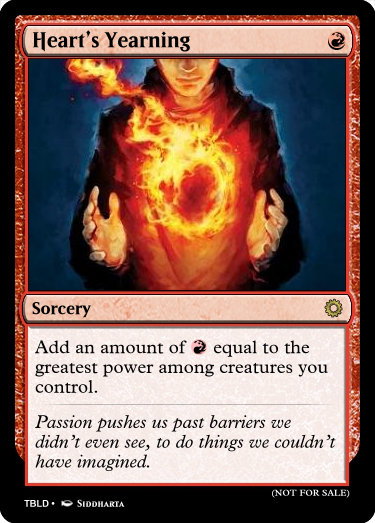 Heart's Yearning
Sorcery
Add an amount of equal to the
greatest power among creatures you
control.
Passion pushes us past barriers we
didn't even see, to do things we couldn't
have imagined.
(NOT FOR SALE)
TBLD • Siddharta